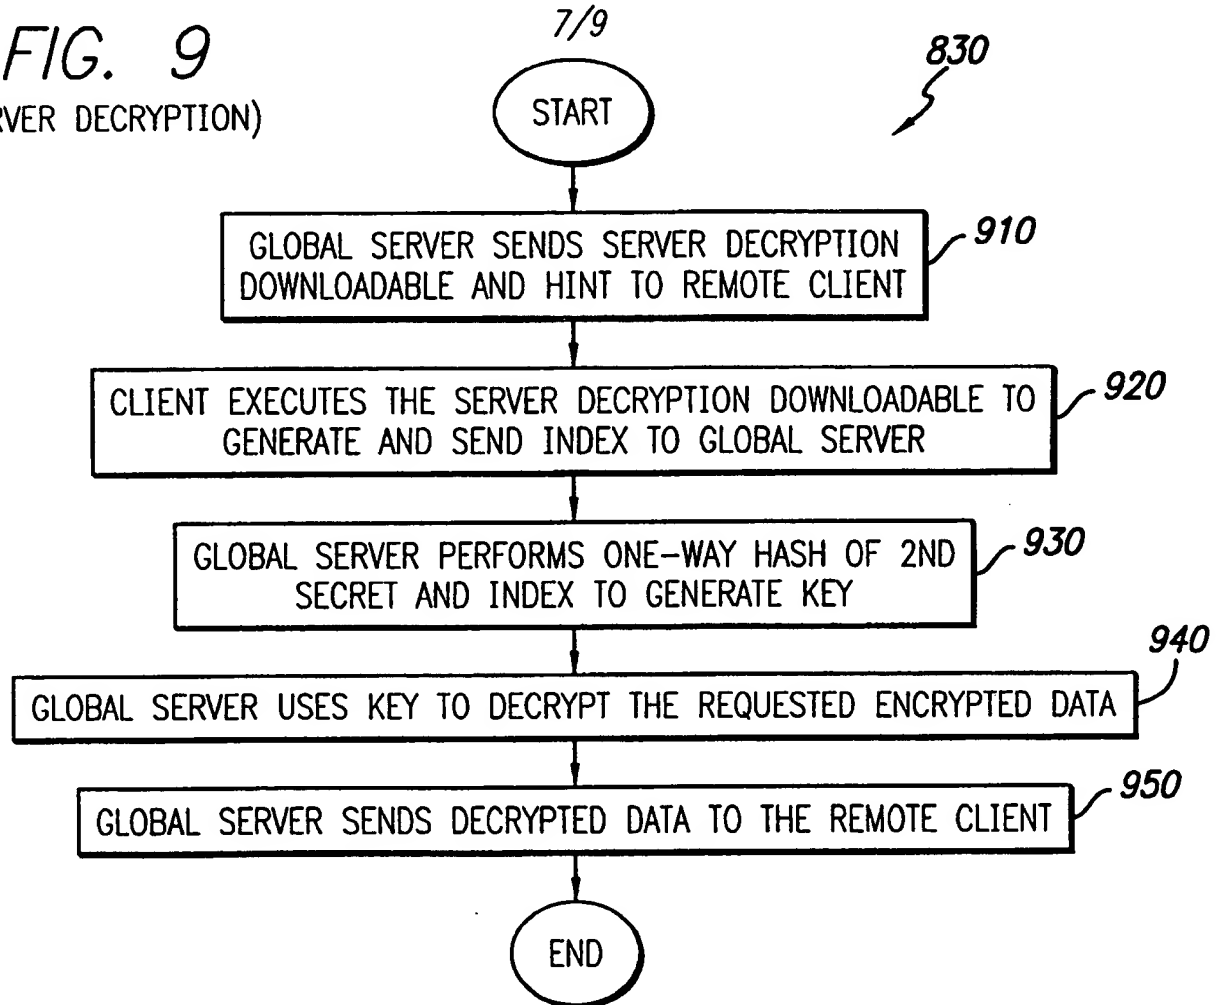 7/9
FIG. 9
RVER DECRYPTION)
830
START
GLOBAL SERVER SENDS SERVER DECRYPTION
DOWNLOADABLE AND HINT TO REMOTE CLIENT
910
CLIENT EXECUTES THE SERVER DECRYPTION DOWNLOADABLE TO
GENERATE AND SEND INDEX TO GLOBAL SERVER
920
GLOBAL SERVER PERFORMS ONE-WAY HASH OF 2ND
SECRET AND INDEX TO GENERATE KEY
930
GLOBAL SERVER USES KEY TO DECRYPT THE REQUESTED ENCRYPTED DATA
940
GLOBAL SERVER SENDS DECRYPTED DATA TO THE REMOTE CLIENT
950
END